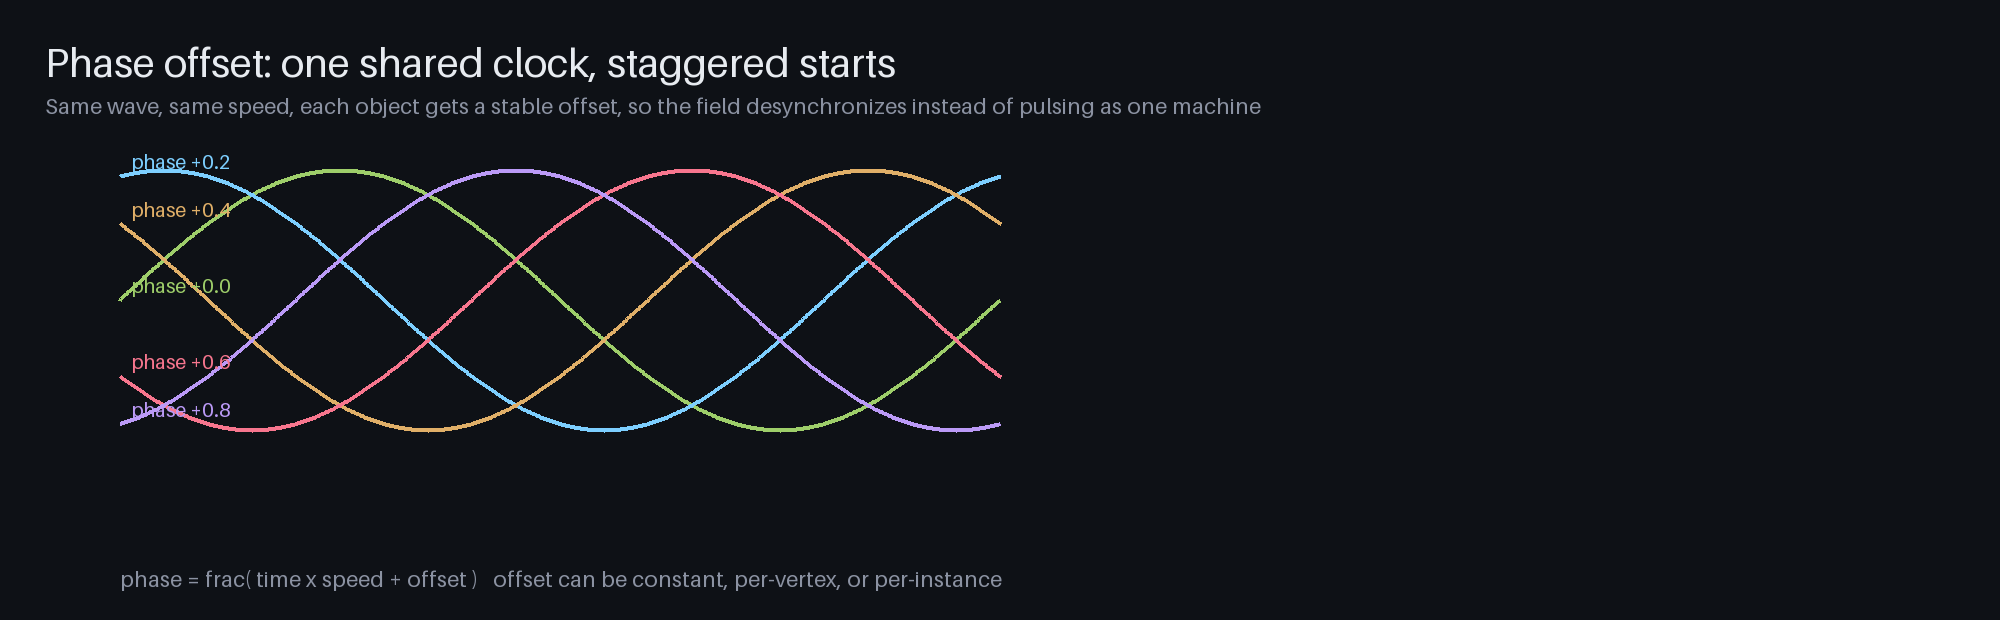 Phase offset: one shared clock, staggered starts
Same wave, same speed, each object gets a stable offset, so the field desynchronizes instead of pulsing as one machine
phase +0.2
phase +0.4
phase +0.0
phase +0.6
phase +0.8
phase = frac( time x speed + offset )   offset can be constant, per-vertex, or per-instance